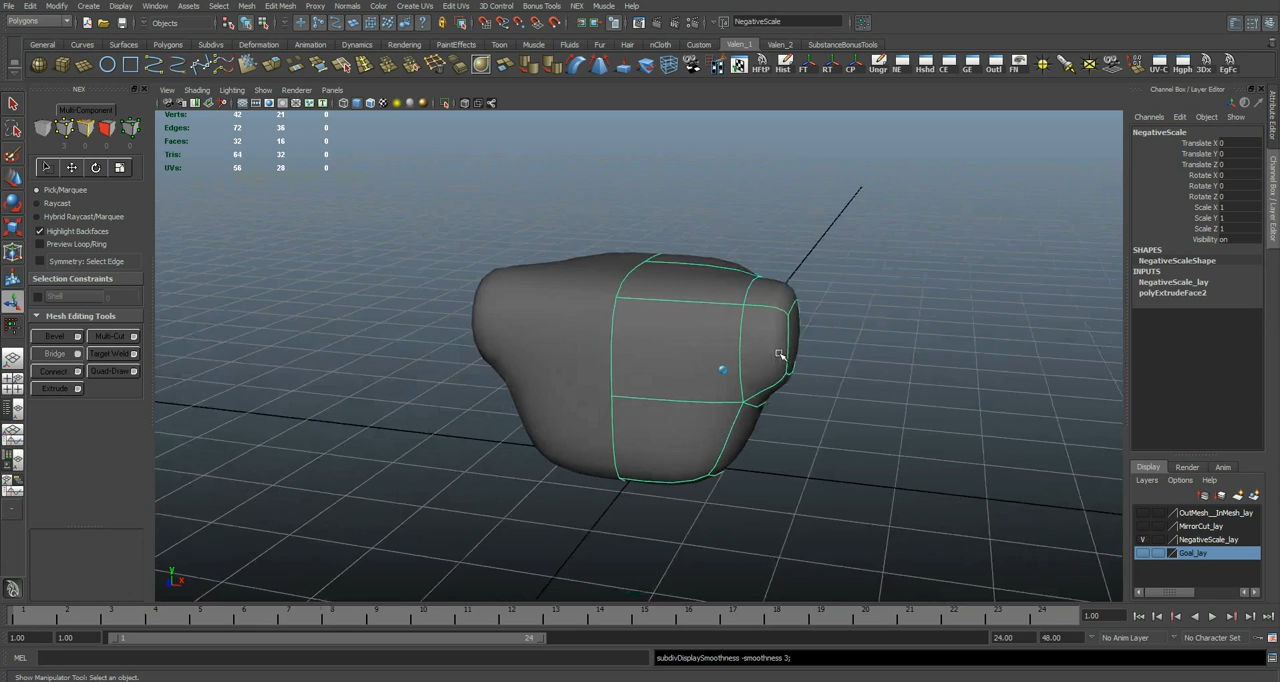 File Edit Modify Create Display Window Assets Select Mesh Edit Mesh Proxy Normals Color Create UVs Edit UVs 3D Control Bonus Tools NEX Muscle Help
Polygons Objects NegativeScale
General Curves Surfaces Polygons Subdivs Deformation Animation Dynamics Rendering PaintEffects Toon Muscle Fluids Fur Hair nCloth Custom Valen_1 Valen_2 SubstanceBonusTools
HFtP Hist FT RT CP Ungr NE Hshd CE GE Outl FN UV-C Hgph 3Dx EgFc
NEX
View Shading Lighting Show Renderer Panels
Channel Box / Layer Editor
Multi-Component
Verts: 42 21 0
Edges: 72 36 0
Faces: 32 16 0
Tris: 64 32 0
UVs: 56 28 0
3 0 0 0
Pick/Marquee
Raycast
Hybrid Raycast/Marquee
Highlight Backfaces
Preview Loop/Ring
Symmetry: Select Edge
Selection Constraints
Shell
Mesh Editing Tools
Bevel Multi-Cut
Bridge Target Weld
Connect Quad-Draw
Extrude
Channels Edit Object Show
NegativeScale
Translate X 0
Translate Y 0
Translate Z 0
Rotate X 0
Rotate Y 0
Rotate Z 0
Scale X 1
Scale Y 1
Scale Z 1
Visibility on
SHAPES
NegativeScaleShape
INPUTS
NegativeScale_lay
polyExtrudeFace2
Attribute Editor
Channel Box / Layer Editor
Display Render Anim
Layers Options Help
OutMesh__InMesh_lay
MirrorCut_lay
V NegativeScale_lay
Goal_lay
y
x
1 2 3 4 5 6 7 8 9 10 11 12 13 14 15 16 17 18 19 20 21 22 23 24 1.00
1.00 1.00 1 24 24.00 48.00 No Anim Layer No Character Set
MEL subdivDisplaySmoothness -smoothness 3;
Show Manipulator Tool: Select an object.